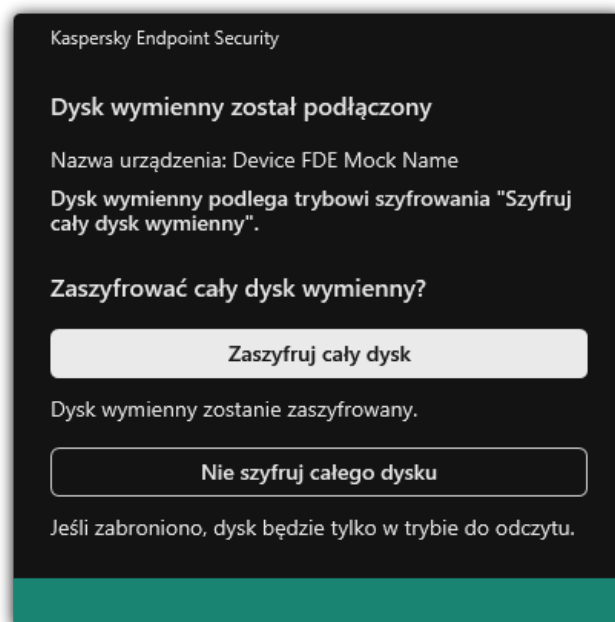 Kaspersky Endpoint Security
Dysk wymienny został podłączony
Nazwa urządzenia: Device FDE Mock Name
Dysk wymienny podlega trybowi szyfrowania "Szyfruj
cały dysk wymienny".
Zaszyfrować cały dysk wymienny?
Zaszyfruj cały dysk
Dysk wymienny zostanie zaszyfrowany.
Nie szyfruj całego dysku
Jeśli zabroniono, dysk będzie tylko w trybie do odczytu.